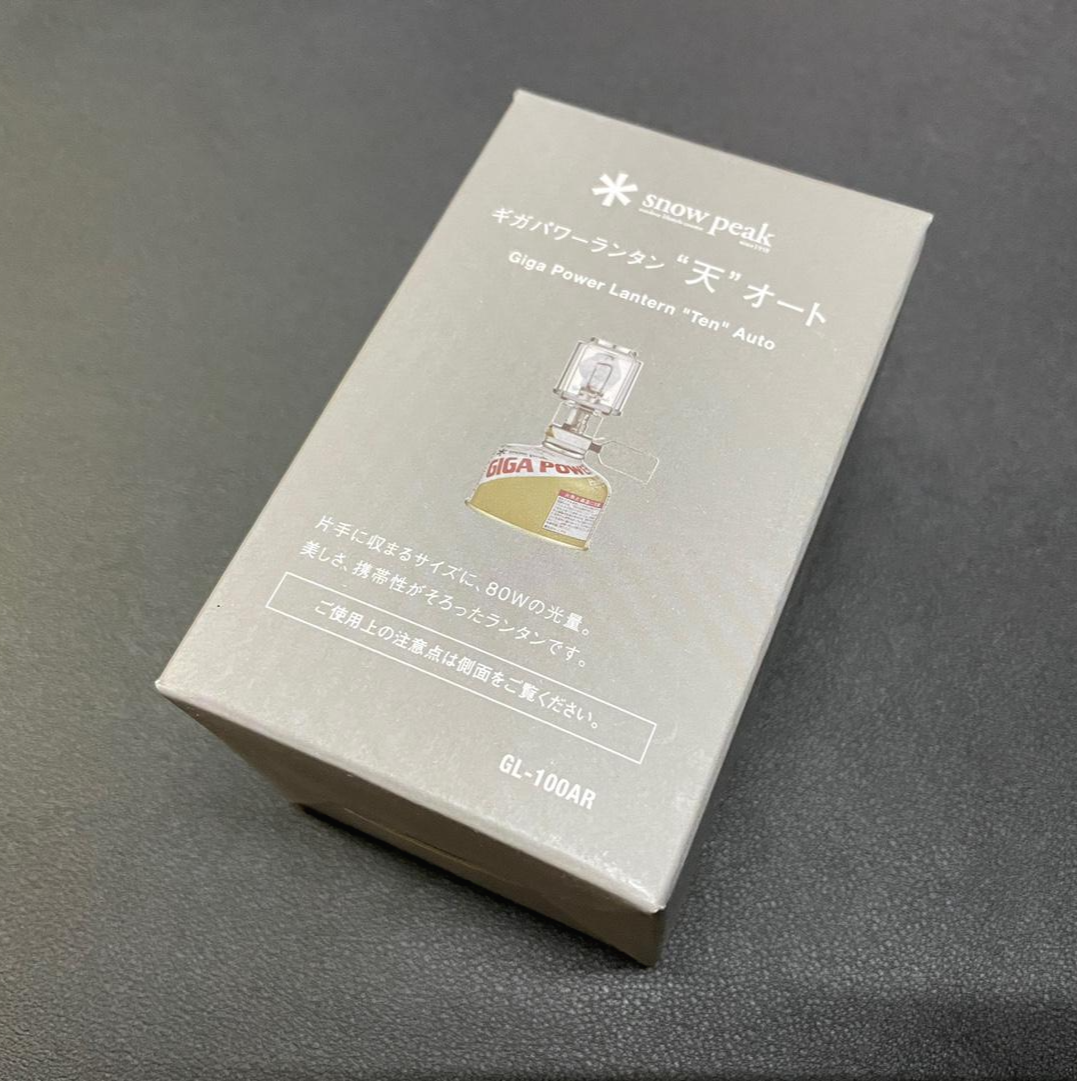 snow peak
ギガパワーランタン “天” オート
Giga Power Lantern "Ten" Auto
GIGA POWE
片手に収まるサイズに、80Wの光量。
美しさ、携帯性がそろったランタンです。
ご使用上の注意点は側面をご覧ください。
GL-100AR